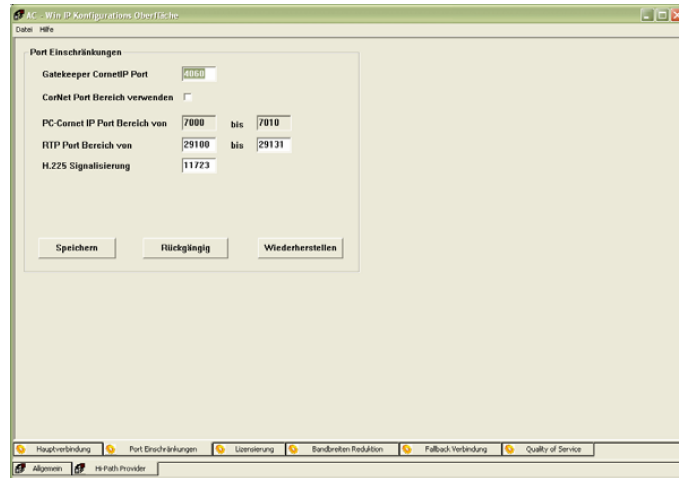 AC - Win IP Konfigurations Oberfläche
Datei Hilfe
Port Einschränkungen
Gatekeeper CornetIP Port 4060
CorNet Port Bereich verwenden
PC-Cornet IP Port Bereich von 7000 bis 7010
RTP Port Bereich von 29100 bis 29131
H.225 Signalisierung 11723
Speichern Rückgängig Wiederherstellen
Hauptverbindung Port Einschränkungen Lizensierung Bandbreiten Reduktion Fallback Verbindung Quality of Service
Allgemein Hi-Path Provider